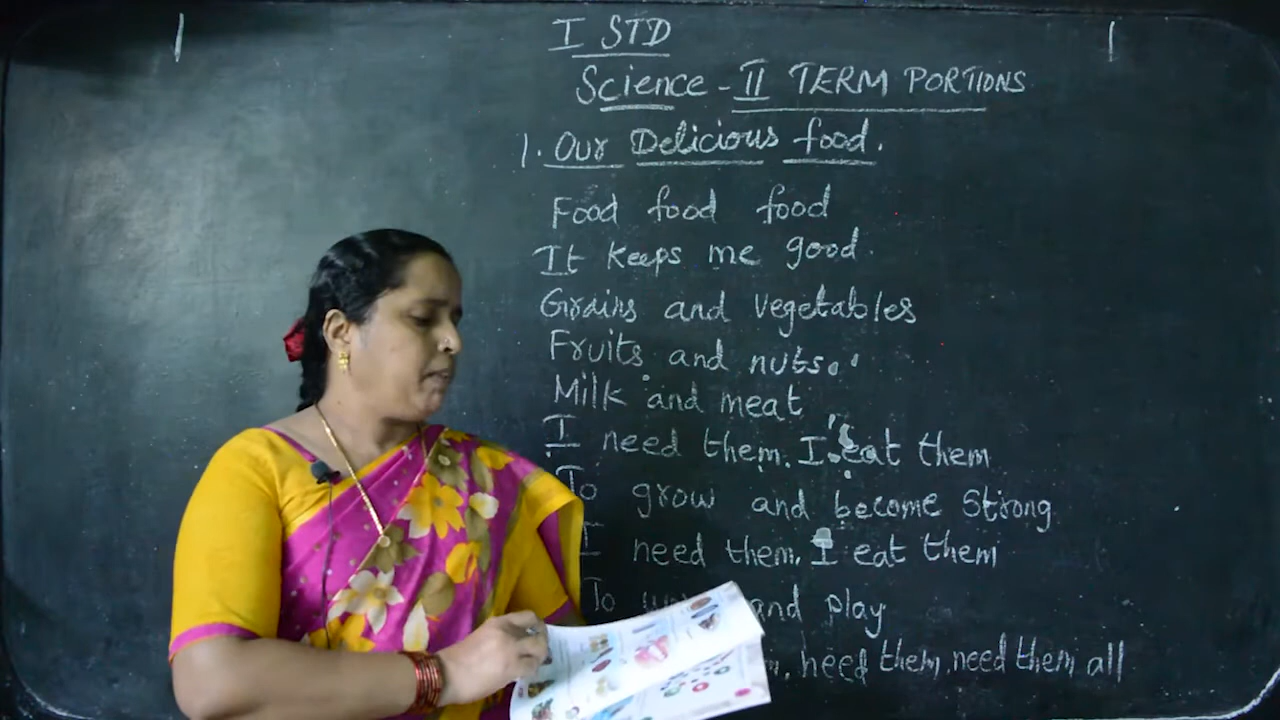 I STD
Science - II TERM PORTIONS
1. Our Delicious food.
Food food food
It keeps me good.
Grains and vegetables
Fruits and nuts.
Milk and meat
I need them. I eat them
To grow and become Strong
I need them, I eat them
To and play
need them, need them all